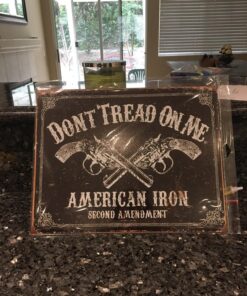 DON'T TREAD ON ME
AMERICAN IRON
SECOND AMENDMENT